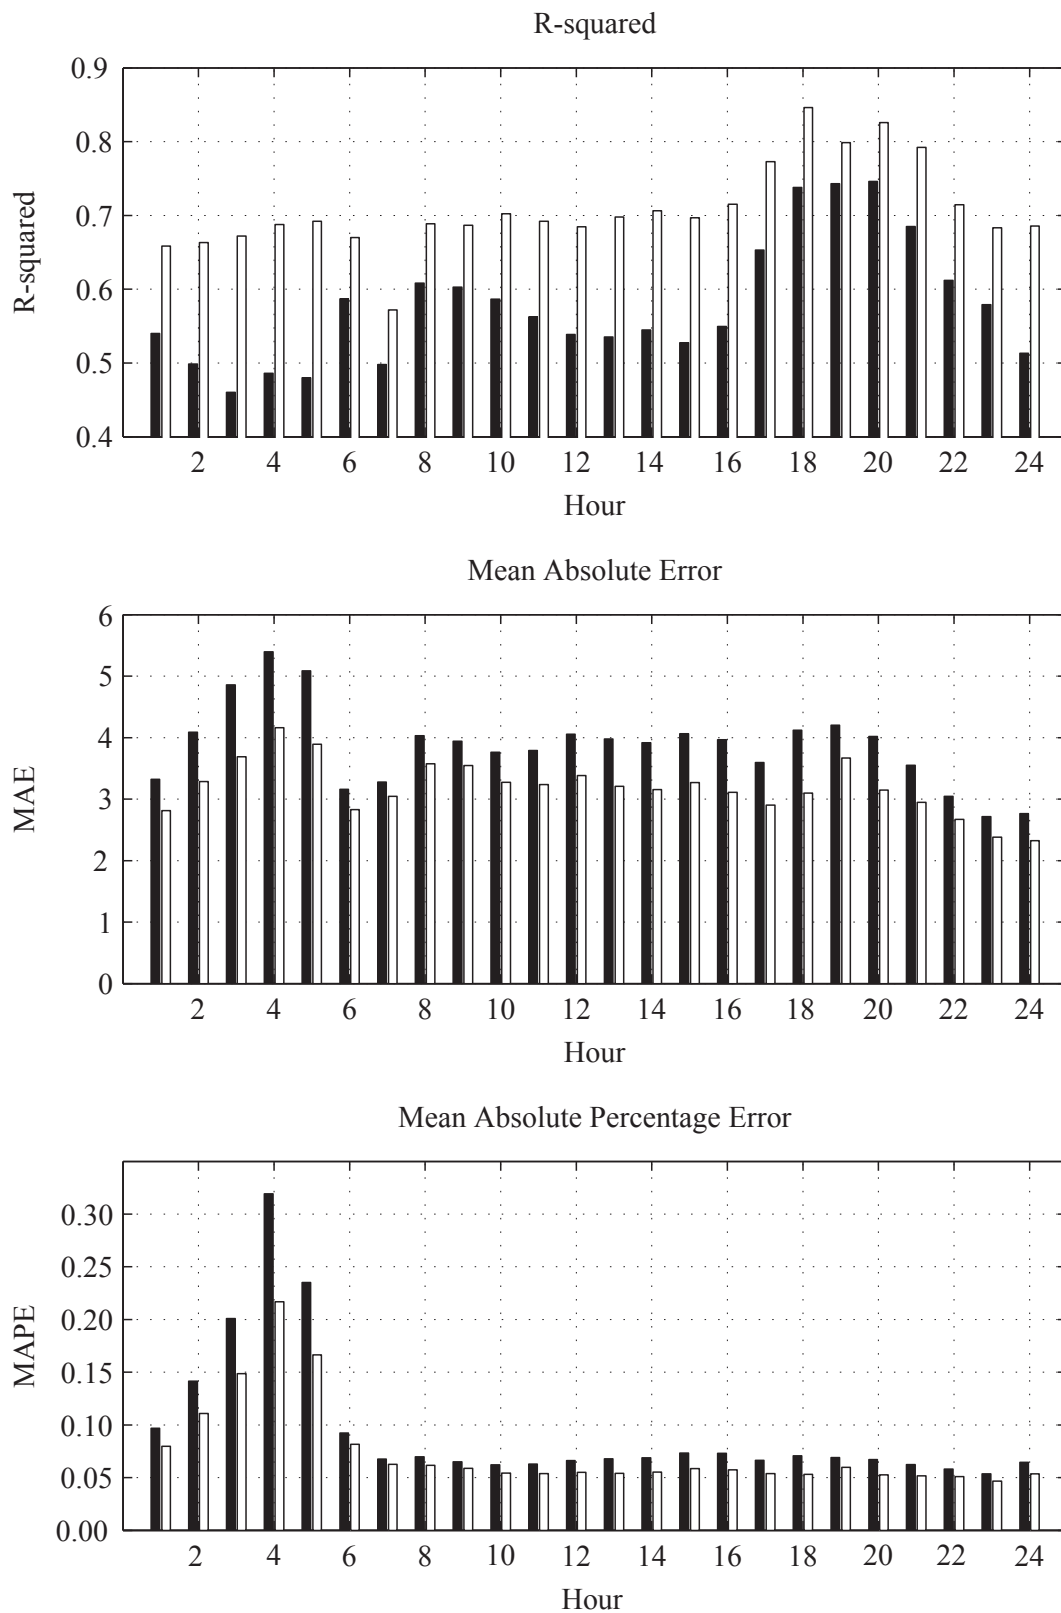 R-squared
0.9
0.8
0.7
0.6
0.5
0.4
R-squared
2 4 6 8 10 12 14 16 18 20 22 24
Hour
Mean Absolute Error
6
5
4
3
2
1
0
MAE
2 4 6 8 10 12 14 16 18 20 22 24
Hour
Mean Absolute Percentage Error
0.30
0.25
0.20
0.15
0.10
0.05
0.00
MAPE
2 4 6 8 10 12 14 16 18 20 22 24
Hour